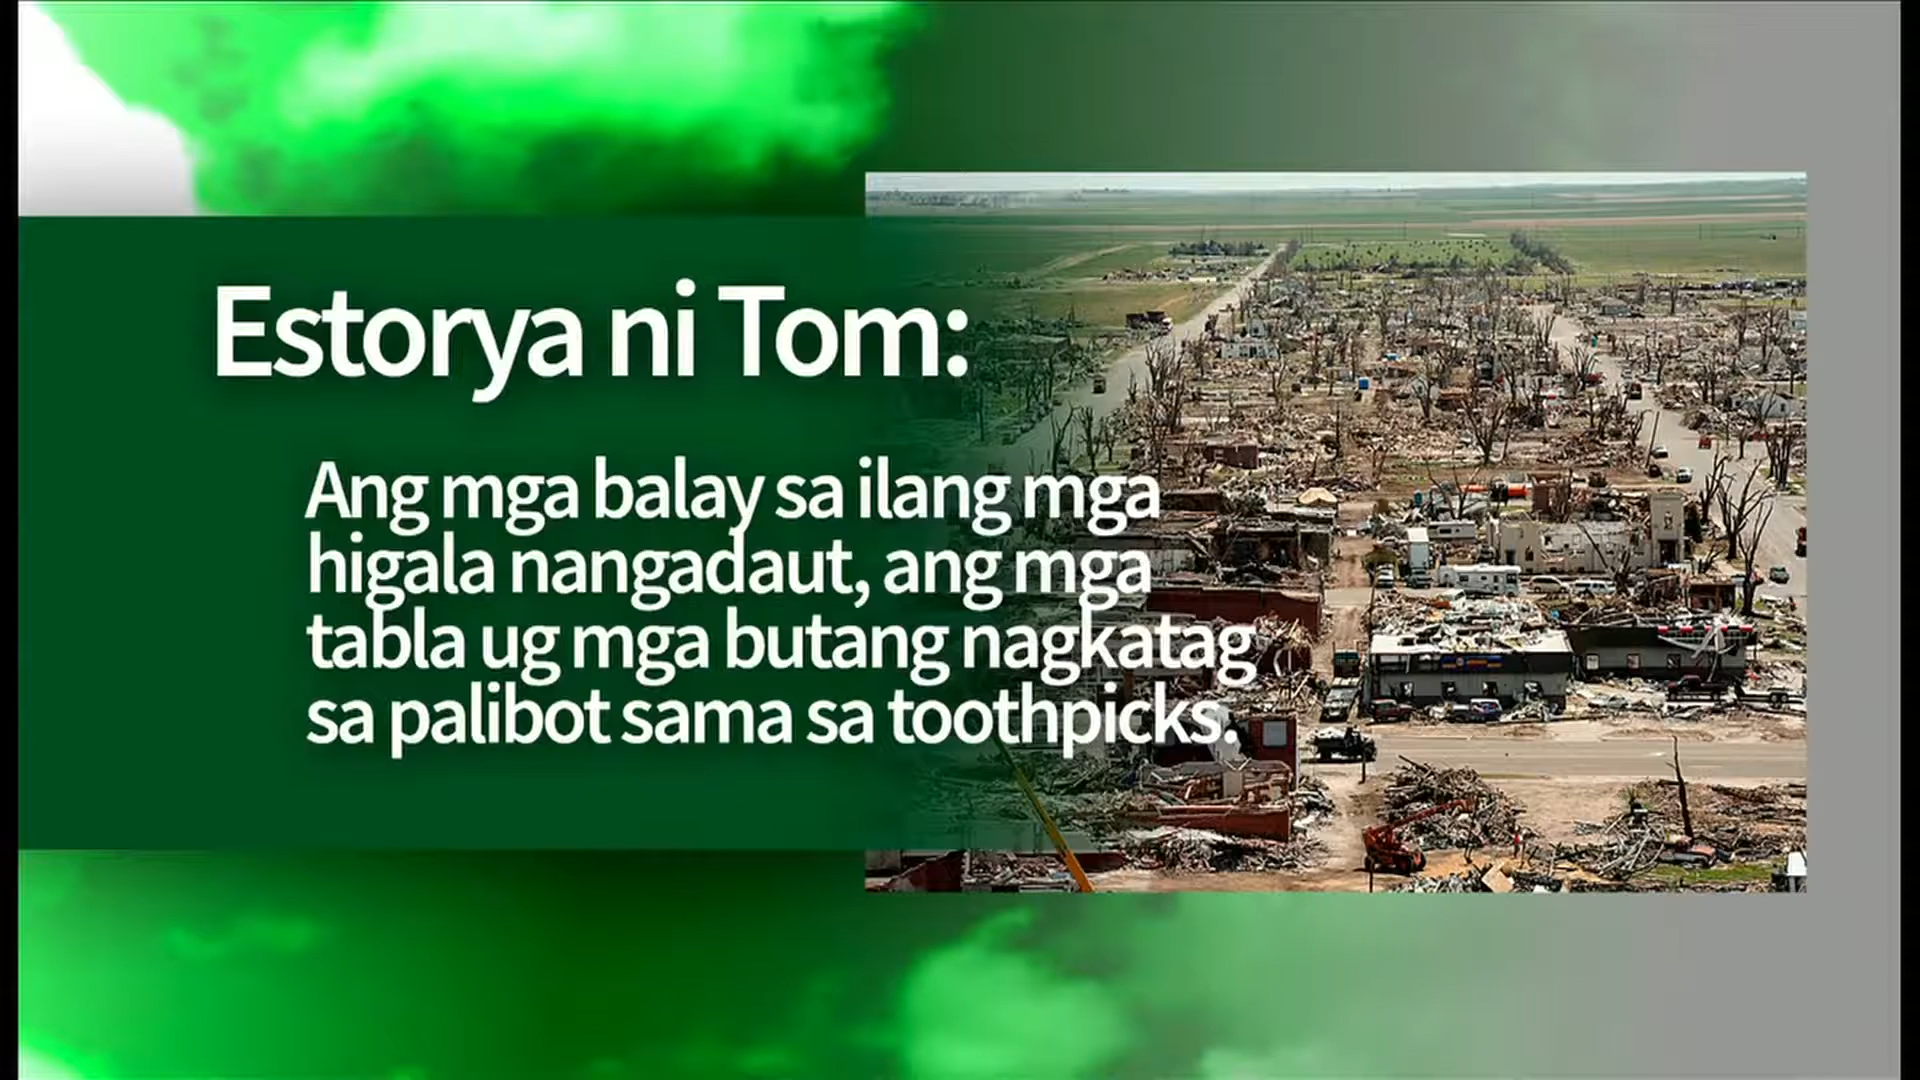 Estorya ni Tom:
Ang mga balay sa ilang mga
higala nangadaut, ang mga
tabla ug mga butang nagkatag
sa palibot sama sa toothpicks.